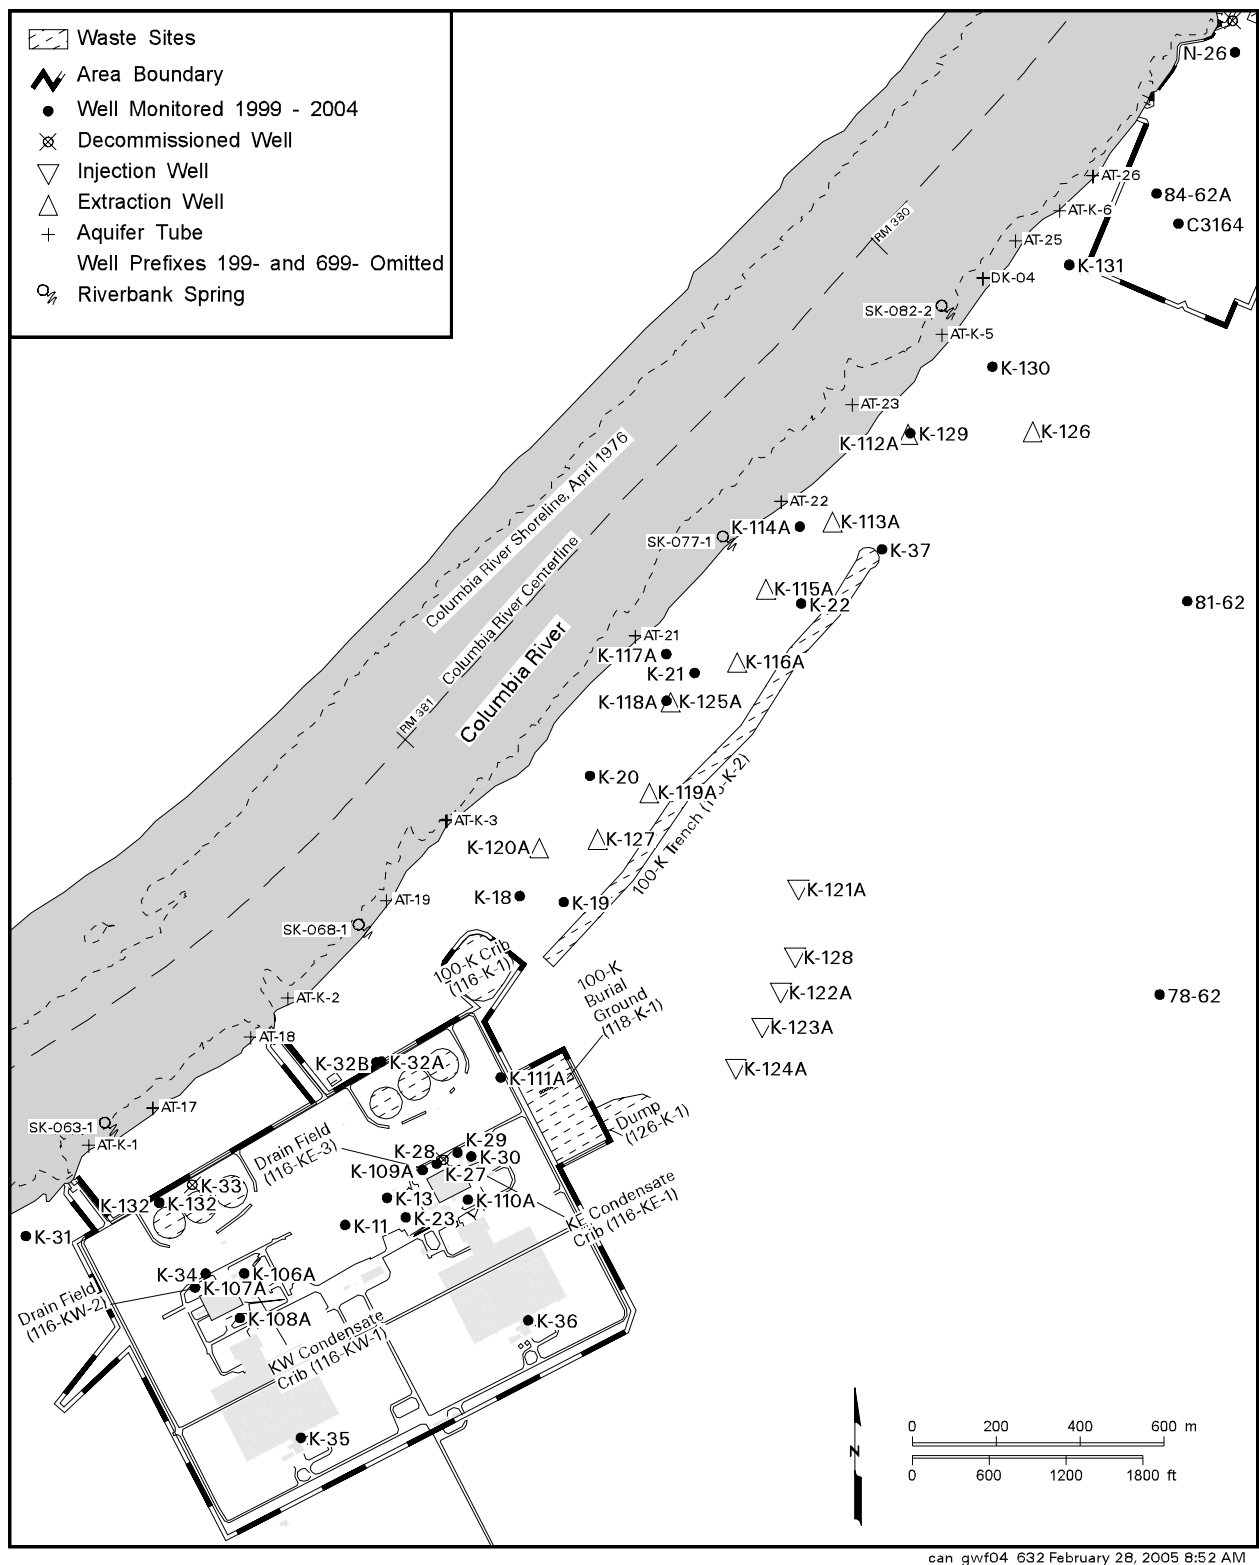 Waste Sites
Area Boundary
Well Monitored 1999 - 2004
Decommissioned Well
Injection Well
Extraction Well
Aquifer Tube
Well Prefixes 199- and 699- Omitted
Riverbank Spring
N-26
AT-26
84-62A
AT-K-6
C3164
RM 380
AT-25
K-131
DK-04
SK-082-2
AT-K-5
K-130
AT-23
K-112A
K-129
K-126
Columbia River Shoreline, April 1976
Columbia River Centerline
Columbia River
RM 381
AT-22
K-114A
K-113A
SK-077-1
K-37
K-115A
K-22
81-62
AT-21
K-117A
K-21
K-116A
K-118A
K-125A
K-20
K-119A
100-K Trench
K-2)
AT-K-3
K-120A
K-127
K-18
K-19
K-121A
AT-19
SK-068-1
100-K Crib
(116-K-1)
100-K
Burial
Ground
(118-K-1)
K-128
K-122A
78-62
K-123A
K-124A
AT-K-2
AT-18
K-32B
K-32A
K-111A
AT-17
SK-063-1
AT-K-1
Dump
(126-K-1)
Drain Field
(116-KE-3)
K-28
K-29
K-30
K-109A
K-27
K-33
K-132
K-132
K-13
K-110A
K-23
K-11
KE Condensate
Crib (116-KE-1)
K-31
K-34
K-106A
K-107A
Drain Field
(116-KW-2)
K-108A
K-36
KW Condensate
Crib (116-KW-1)
K-35
N
0 200 400 600 m
0 600 1200 1800 ft
can_gwf04_632 February 28, 2005 8:52 AM